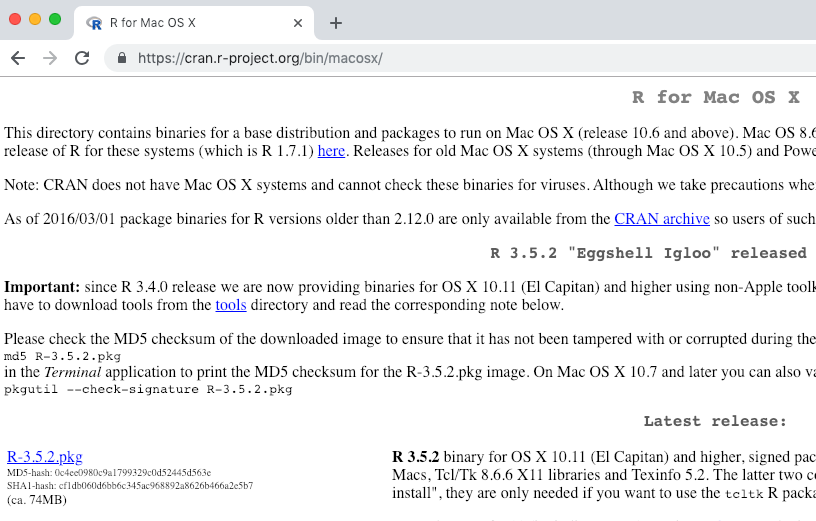 R for Mac OS X
https://cran.r-project.org/bin/macosx/
R for Mac OS X
This directory contains binaries for a base distribution and packages to run on Mac OS X (release 10.6 and above). Mac OS 8.6
release of R for these systems (which is R 1.7.1) here. Releases for old Mac OS X systems (through Mac OS X 10.5) and Powe
Note: CRAN does not have Mac OS X systems and cannot check these binaries for viruses. Although we take precautions whe
As of 2016/03/01 package binaries for R versions older than 2.12.0 are only available from the CRAN archive so users of such
R 3.5.2 "Eggshell Igloo" released
Important: since R 3.4.0 release we are now providing binaries for OS X 10.11 (El Capitan) and higher using non-Apple toolk
have to download tools from the tools directory and read the corresponding note below.
Please check the MD5 checksum of the downloaded image to ensure that it has not been tampered with or corrupted during the
md5 R-3.5.2.pkg
in the Terminal application to print the MD5 checksum for the R-3.5.2.pkg image. On Mac OS X 10.7 and later you can also va
pkgutil --check-signature R-3.5.2.pkg
Latest release:
R-3.5.2.pkg
MD5-hash: 0c4ee0980c9a1799329c0d52445d563e
SHA1-hash: cf1db060d6bb6c345ac968892a8626b466a2e5b7
(ca. 74MB)
R 3.5.2 binary for OS X 10.11 (El Capitan) and higher, signed pac
Macs, Tcl/Tk 8.6.6 X11 libraries and Texinfo 5.2. The latter two co
install", they are only needed if you want to use the tcltk R packa